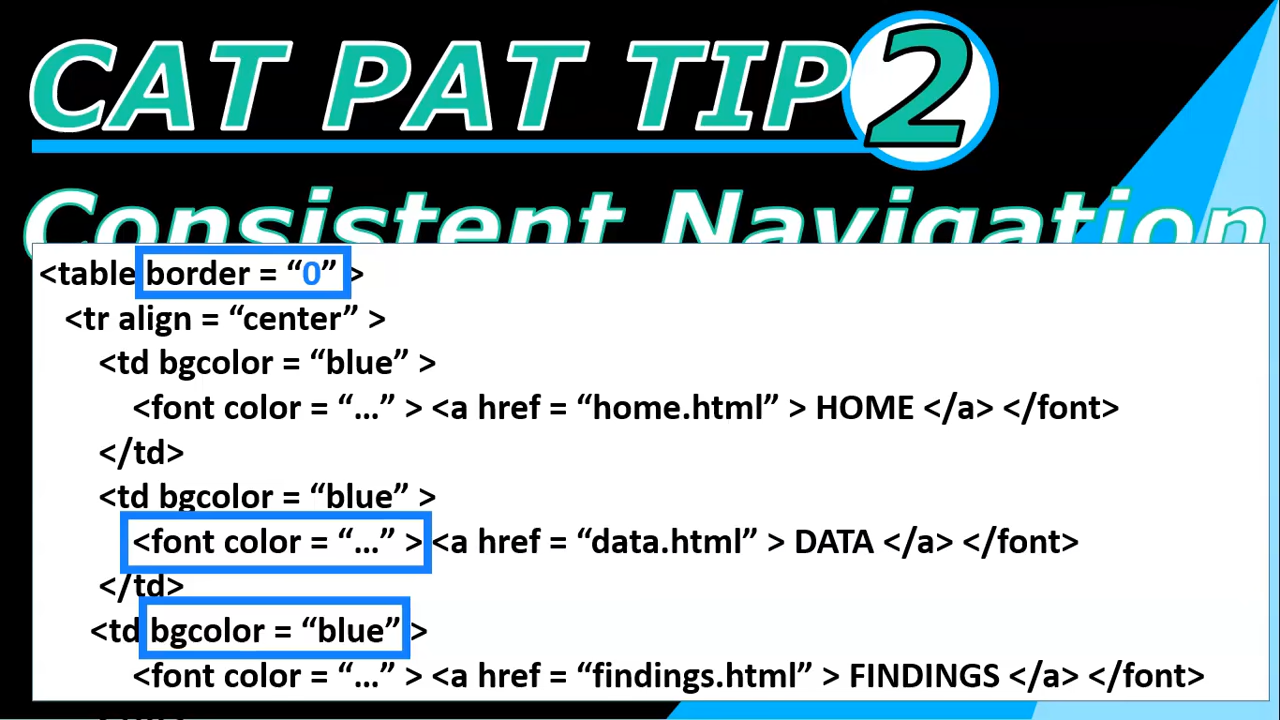 CAT PAT TIP 2
Consistent Navigation
<table border = “0” >
<tr align = “center” >
<td bgcolor = “blue” >
<font color = “...” > <a href = “home.html” > HOME </a> </font>
</td>
<td bgcolor = “blue” >
<font color = “...” > <a href = “data.html” > DATA </a> </font>
</td>
<td bgcolor = “blue” >
<font color = “...” > <a href = “findings.html” > FINDINGS </a> </font>